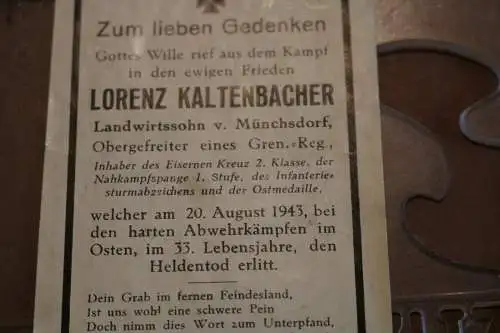 Zum lieben Gedenken
Gottes Wille rief aus dem Kampf
in den ewigen Frieden
LORENZ KALTENBACHER
Landwirtssohn v. Münchsdorf,
Obergefreiter eines Gren.-Reg.,
Inhaber des Eisernen Kreuz 2. Klasse, der
Nahkampfspange 1. Stufe, des Infanterie-
sturmabzeichens und der Ostmedaille,
welcher am 20. August 1943, bei
den harten Abwehrkämpfen im
Osten, im 33. Lebensjahre, den
Heldentod erlitt.
Dein Grab im fernen Feindesland,
Ist uns wohl eine schwere Pein
Doch nimm dies Wort zum Unterpfand,